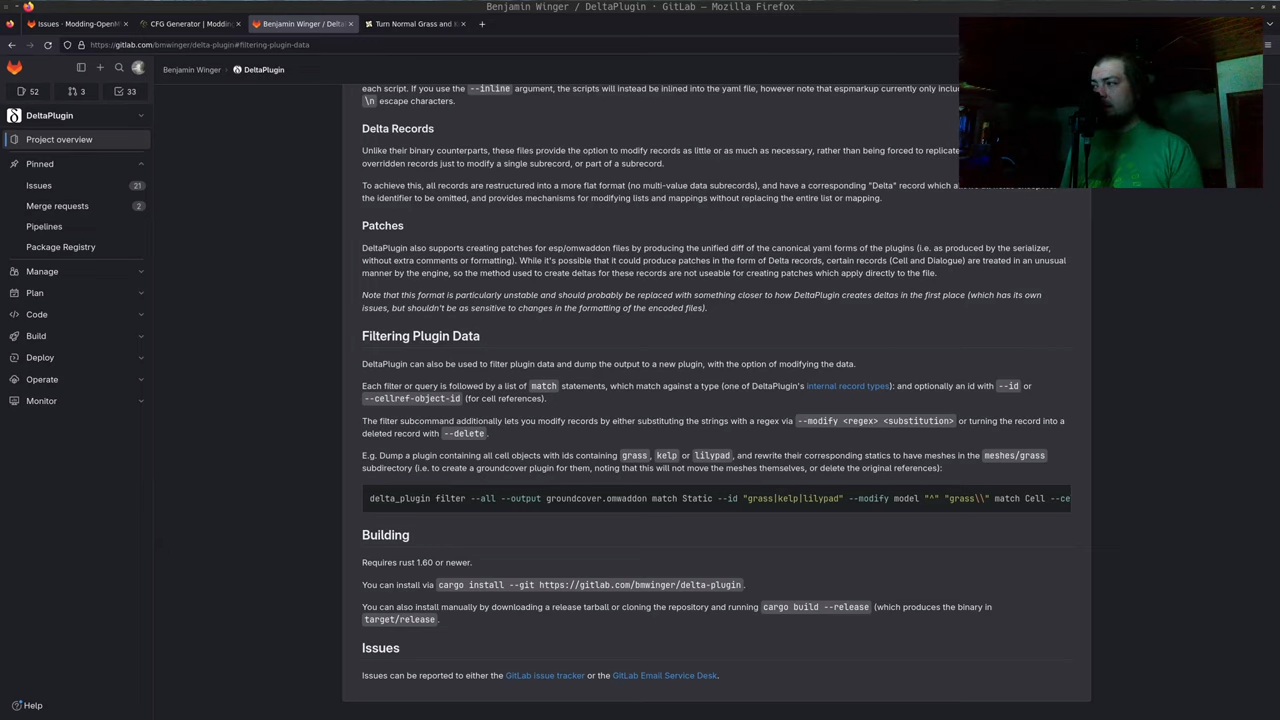 Benjamin Winger / DeltaPlugin · GitLab — Mozilla Firefox
Issues · Modding-OpenM
CFG Generator | Modding
Benjamin Winger / Delta
Turn Normal Grass and K
https://gitlab.com/bmwinger/delta-plugin#filtering-plugin-data
52
3
33
DeltaPlugin
Project overview
Pinned
Issues 21
Merge requests 2
Pipelines
Package Registry
Manage
Plan
Code
Build
Deploy
Operate
Monitor
Help
Benjamin Winger / DeltaPlugin
each script. If you use the --inline argument, the scripts will instead be inlined into the yaml file, however note that espmarkup currently only
\n escape characters.
Delta Records
Unlike their binary counterparts, these files provide the option to modify records as little or as much as necessary, rather than being forced to replicate
overridden records just to modify a single subrecord, or part of a subrecord.
To achieve this, all records are restructured into a more flat format (no multi-value data subrecords), and have a corresponding "Delta" record which
the identifier to be omitted, and provides mechanisms for modifying lists and mappings without replacing the entire list or mapping.
Patches
DeltaPlugin also supports creating patches for esp/omwaddon files by producing the unified diff of the canonical yaml forms of the plugins (i.e. as produced by the serializer,
without extra comments or formatting). While it's possible that it could produce patches in the form of Delta records, certain records (Cell and Dialogue) are treated in an unusual
manner by the engine, so the method used to create deltas for these records are not useable for creating patches which apply directly to the file.
Note that this format is particularly unstable and should probably be replaced with something closer to how DeltaPlugin creates deltas in the first place (which has its own
issues, but shouldn't be as sensitive to changes in the formatting of the encoded files).
Filtering Plugin Data
DeltaPlugin can also be used to filter plugin data and dump the output to a new plugin, with the option of modifying the data.
Each filter or query is followed by a list of match statements, which match against a type (one of DeltaPlugin's internal record types): and optionally an id with --id or
--cellref-object-id (for cell references).
The filter subcommand additionally lets you modify records by either substituting the strings with a regex via --modify <regex> <substitution> or turning the record into a
deleted record with --delete.
E.g. Dump a plugin containing all cell objects with ids containing grass, kelp or lilypad, and rewrite their corresponding statics to have meshes in the meshes/grass
subdirectory (i.e. to create a groundcover plugin for them, noting that this will not move the meshes themselves, or delete the original references):
delta_plugin filter --all --output groundcover.omwaddon match Static --id "grass|kelp|lilypad" --modify model "^" "grass\\" match Cell --ce
Building
Requires rust 1.60 or newer.
You can install via cargo install --git https://gitlab.com/bmwinger/delta-plugin.
You can also install manually by downloading a release tarball or cloning the repository and running cargo build --release (which produces the binary in
target/release.
Issues
Issues can be reported to either the GitLab issue tracker or the GitLab Email Service Desk.